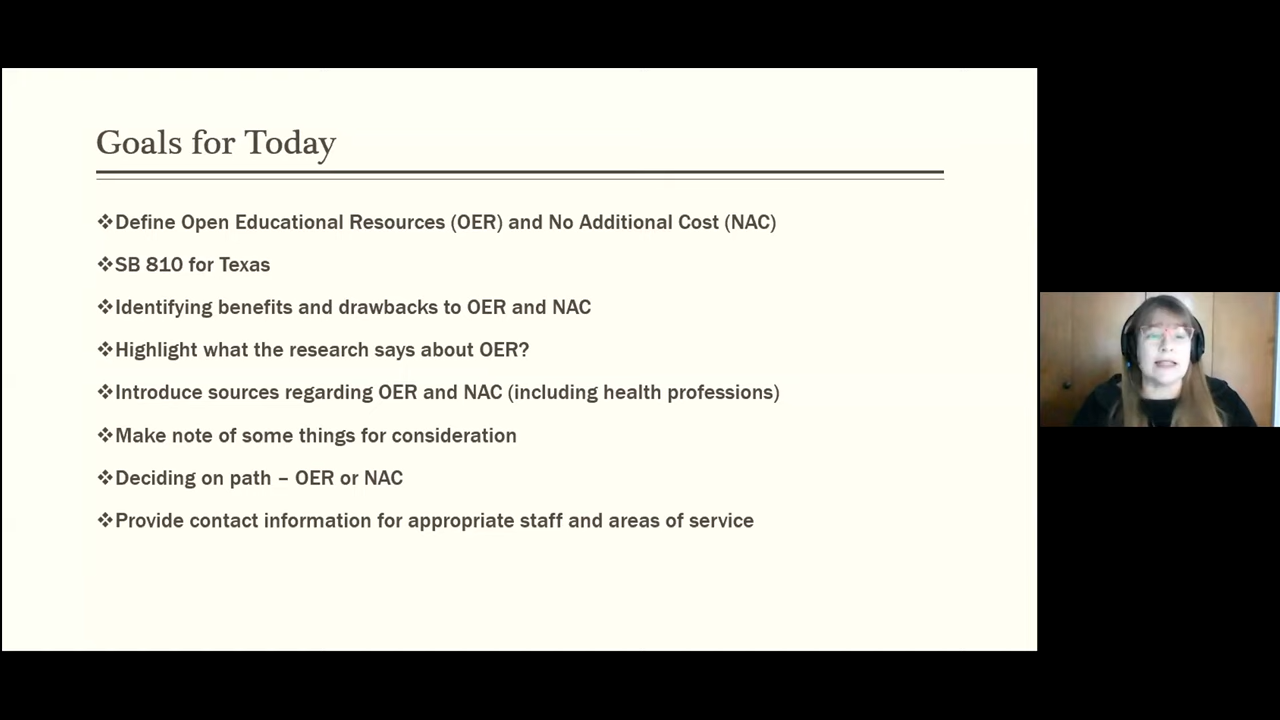 Goals for Today
❖Define Open Educational Resources (OER) and No Additional Cost (NAC)
❖SB 810 for Texas
❖Identifying benefits and drawbacks to OER and NAC
❖Highlight what the research says about OER?
❖Introduce sources regarding OER and NAC (including health professions)
❖Make note of some things for consideration
❖Deciding on path – OER or NAC
❖Provide contact information for appropriate staff and areas of service